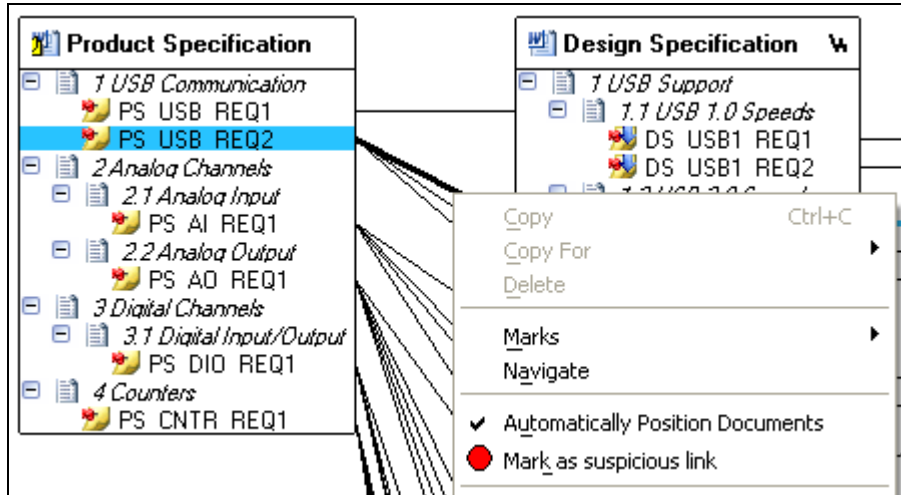 Product Specification
1 USB Communication
PS USB REQ1
PS USB REQ2
2 Analog Channels
2.1 Analog Input
PS AI REQ1
2.2 Analog Output
PS AO REQ1
3 Digital Channels
3.1 Digital Input/Output
PS DIO REQ1
4 Counters
PS CNTR REQ1
Design Specification
1 USB Support
1.1 USB 1.0 Speeds
DS USB1 REQ1
DS USB1 REQ2
Copy Ctrl+C
Copy For
Delete
Marks
Navigate
Automatically Position Documents
Mark as suspicious link